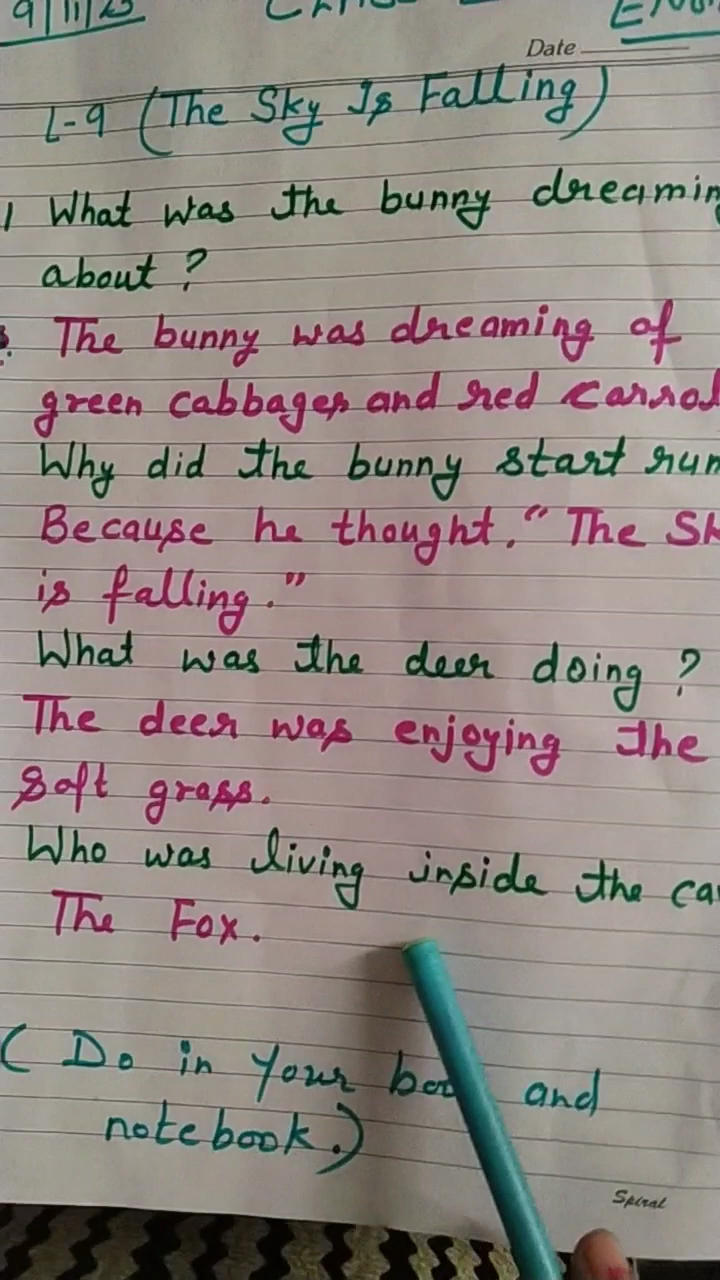 9/11/23
Date
L-9 (The Sky Is Falling)
1 What was the bunny dreamin
about ?
The bunny was dreaming of
green cabbages and red carro
Why did the bunny start run
Because he thought, "The Sk
is falling."
What was the deer doing ?
The deer was enjoying the
Soft grass.
Who was living inside the ca
The Fox.
( Do in your boo and
notebook.)
Spiral